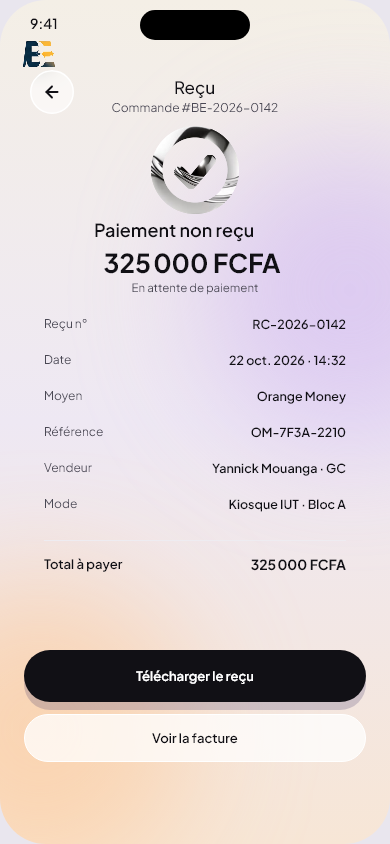 9:41
BE
Reçu
Commande #BE-2026-0142
Paiement non reçu
325 000 FCFA
En attente de paiement
Reçu n° RC-2026-0142
Date 22 oct. 2026 · 14:32
Moyen Orange Money
Référence OM-7F3A-2210
Vendeur Yannick Mouanga · GC
Mode Kiosque IUT · Bloc A
Total à payer 325 000 FCFA
Télécharger le reçu
Voir la facture